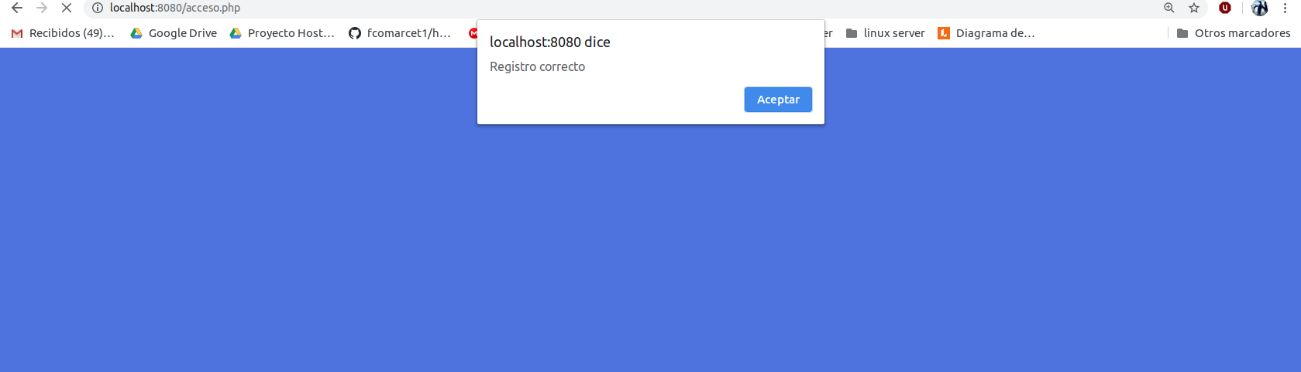 localhost:8080/acceso.php
Recibidos (49)... Google Drive Proyecto Host... fcomarcet1/h... linux server Diagrama de... Otros marcadores
localhost:8080 dice
Registro correcto
Aceptar